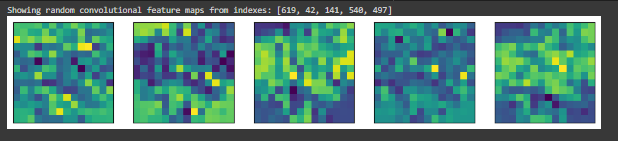 Showing random convolutional feature maps from indexes: [619, 42, 141, 540, 497]